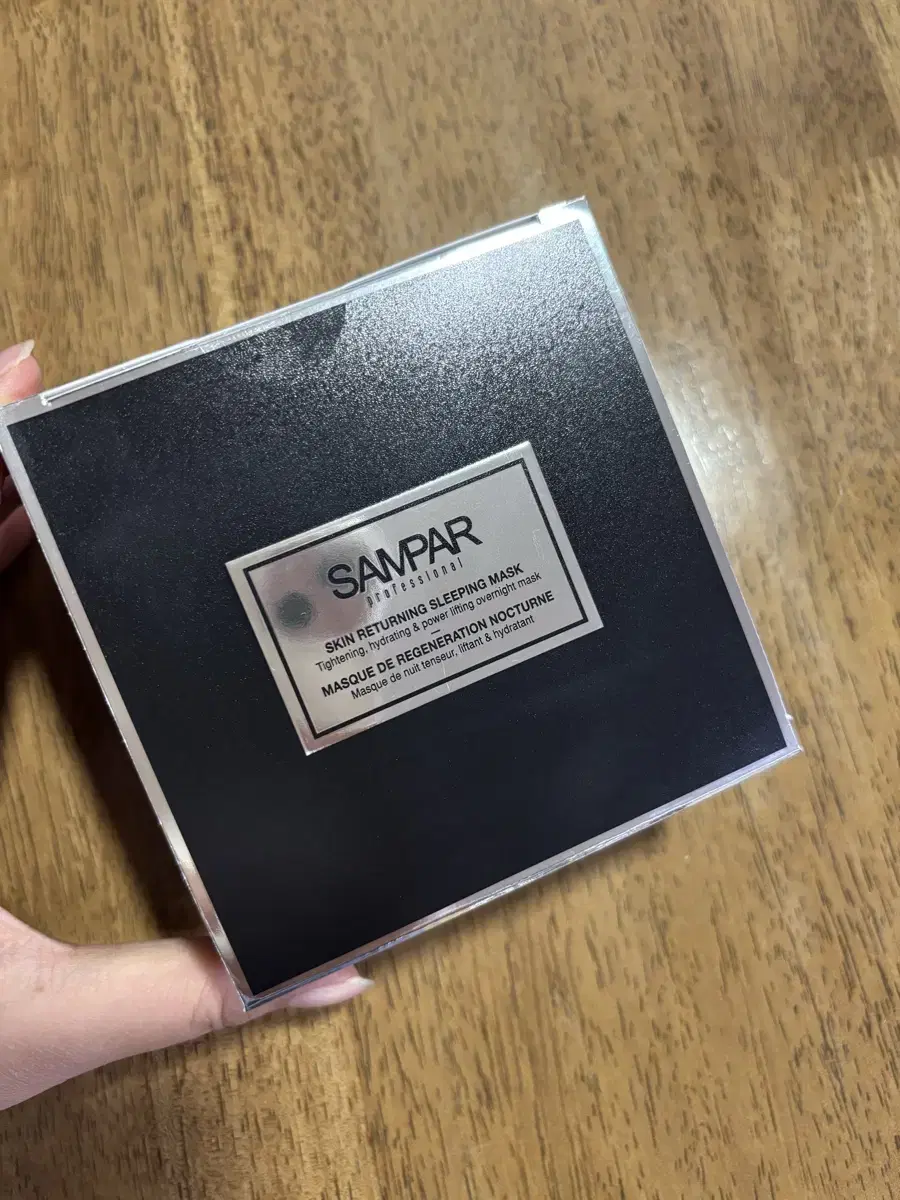 SAMPAR
professional
SKIN RETURNING SLEEPING MASK
Tightening, hydrating & power lifting overnight mask
MASQUE DE REGENERATION NOCTURNE
Masque de nuit tenseur, liftant & hydratant